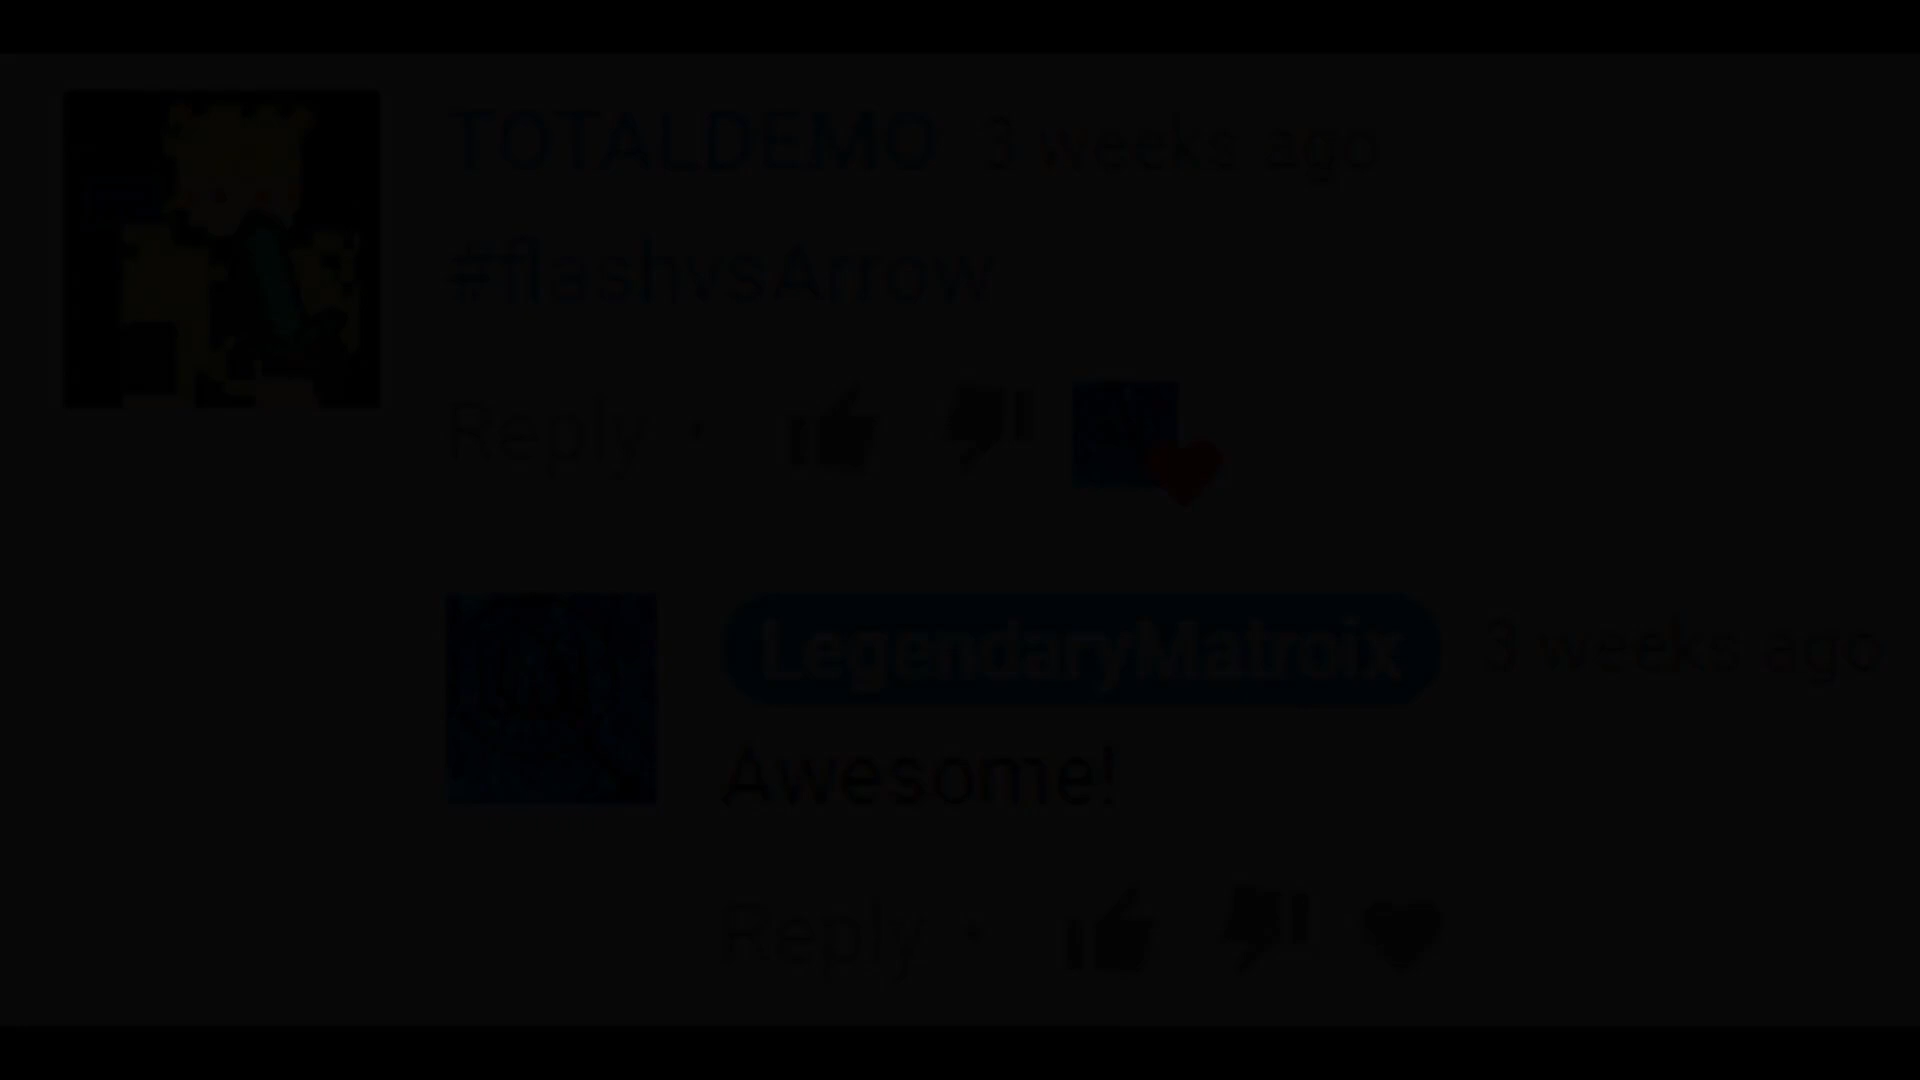 TOTALDEMO 3 weeks ago
#flashvsArrow
Reply •
LegendaryMatroix 3 weeks ago
Awesome!
Reply •